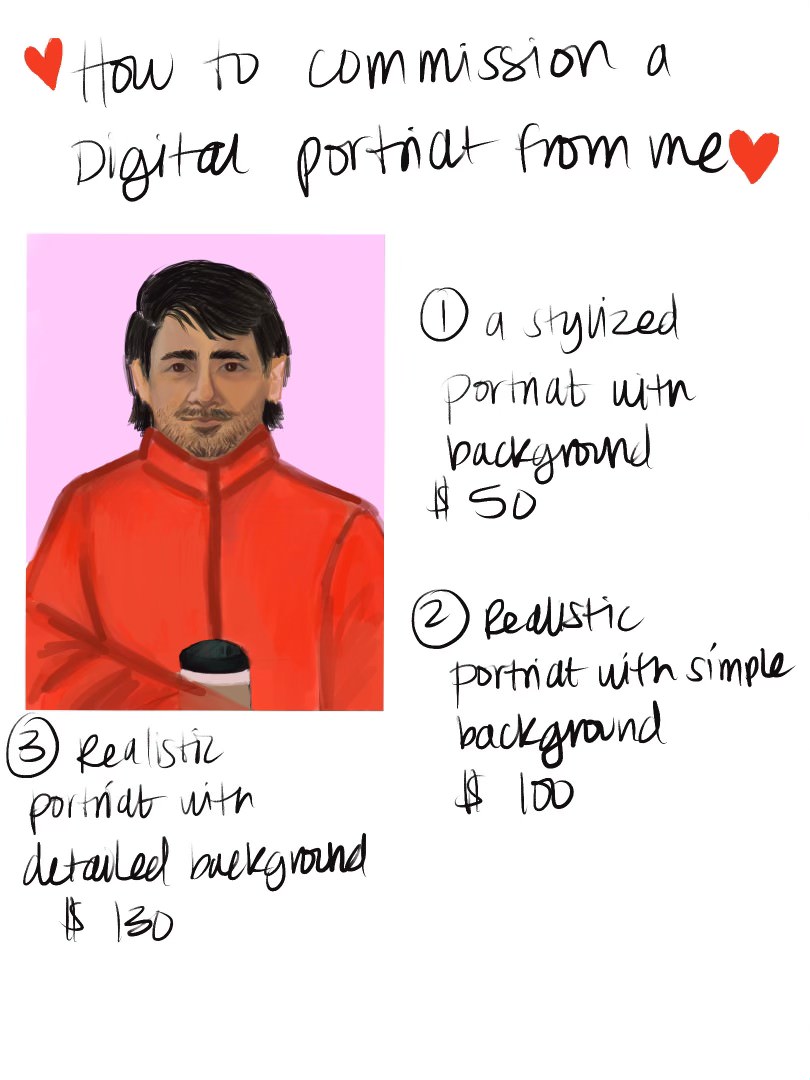 How to commission a
Digital portriat from me
① a stylized
portriat with
background
$ 50
② Realistic
portriat with simple
background
$ 100
③ Realistic
portriat with
detailed background
$ 130